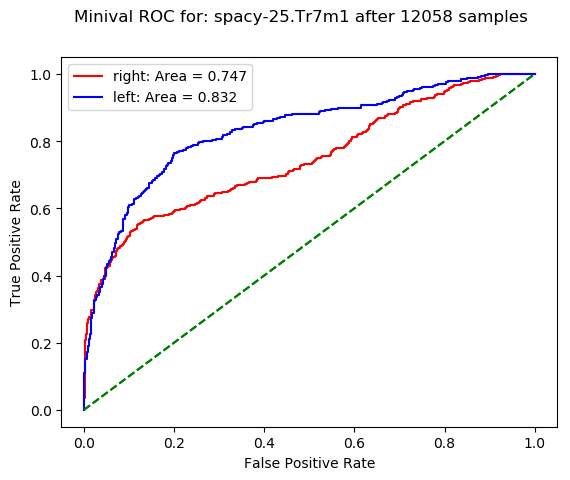 Minival ROC for: spacy-25.Tr7m1 after 12058 samples
right: Area = 0.747
left: Area = 0.832
1.0
0.8
0.6
0.4
0.2
0.0
True Positive Rate
0.0 0.2 0.4 0.6 0.8 1.0
False Positive Rate